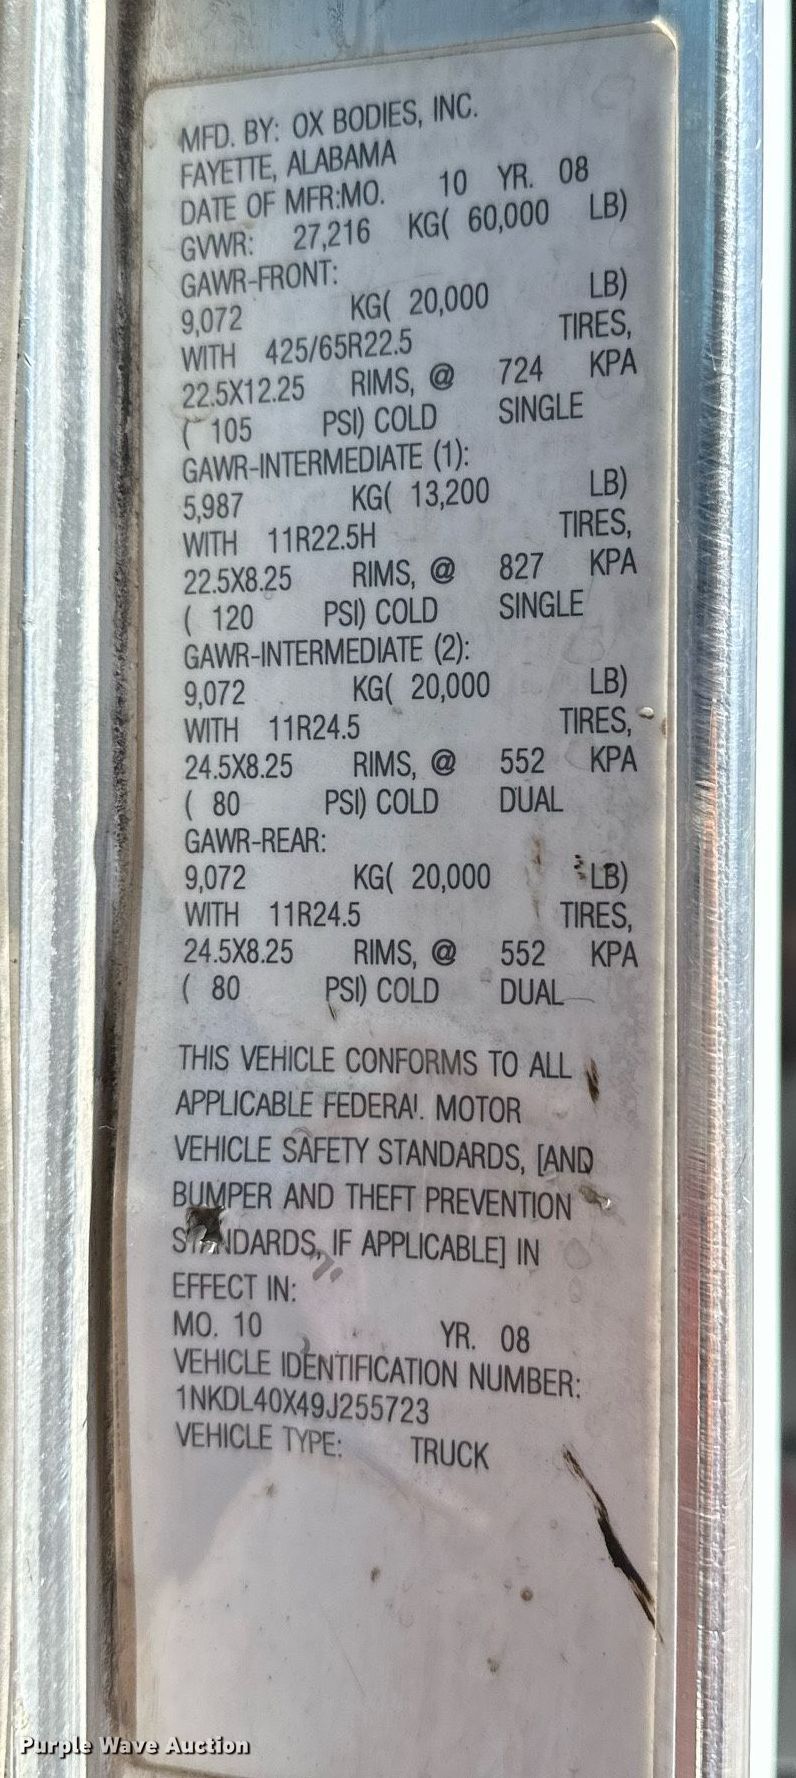 MFD. BY: OX BODIES, INC.
FAYETTE, ALABAMA
DATE OF MFR:MO. 10 YR. 08
GVWR: 27,216 KG( 60,000 LB)
GAWR-FRONT:
9,072 KG( 20,000 LB)
WITH 425/65R22.5 TIRES,
22.5X12.25 RIMS, @ 724 KPA
( 105 PSI) COLD SINGLE
GAWR-INTERMEDIATE (1):
5,987 KG( 13,200 LB)
WITH 11R22.5H TIRES,
22.5X8.25 RIMS, @ 827 KPA
( 120 PSI) COLD SINGLE
GAWR-INTERMEDIATE (2):
9,072 KG( 20,000 LB)
WITH 11R24.5 TIRES,
24.5X8.25 RIMS, @ 552 KPA
( 80 PSI) COLD DUAL
GAWR-REAR:
9,072 KG( 20,000 LB)
WITH 11R24.5 TIRES,
24.5X8.25 RIMS, @ 552 KPA
( 80 PSI) COLD DUAL
THIS VEHICLE CONFORMS TO ALL
APPLICABLE FEDERAL MOTOR
VEHICLE SAFETY STANDARDS, [AND
BUMPER AND THEFT PREVENTION
STANDARDS, IF APPLICABLE] IN
EFFECT IN:
MO. 10 YR. 08
VEHICLE IDENTIFICATION NUMBER:
1NKDL40X49J255723
VEHICLE TYPE: TRUCK
Purple Wave Auction